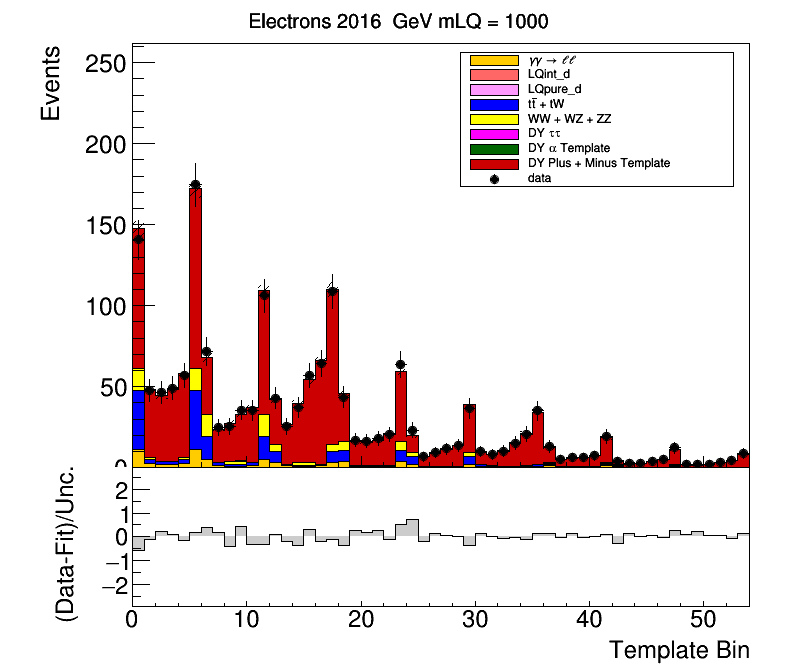 Electrons 2016 GeV mLQ = 1000
Events
250
200
150
100
50
0
γγ → ℓℓ
LQint_d
LQpure_d
tt̄ + tW
WW + WZ + ZZ
DY ττ
DY α Template
DY Plus + Minus Template
data
(Data-Fit)/Unc.
2
1
0
−1
−2
0 10 20 30 40 50
Template Bin